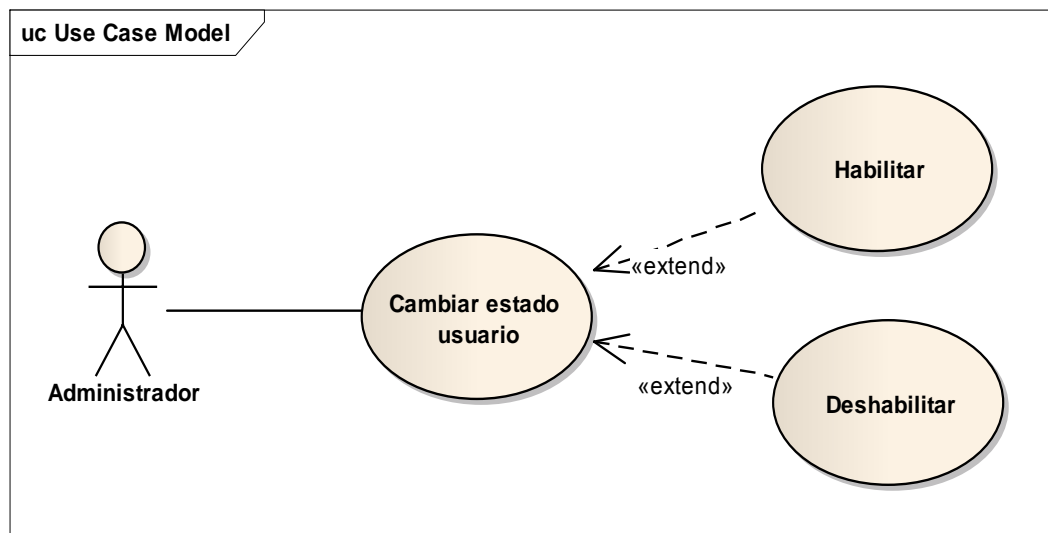 uc Use Case Model
Habilitar
«extend»
Cambiar estado
usuario
Administrador
«extend»
Deshabilitar